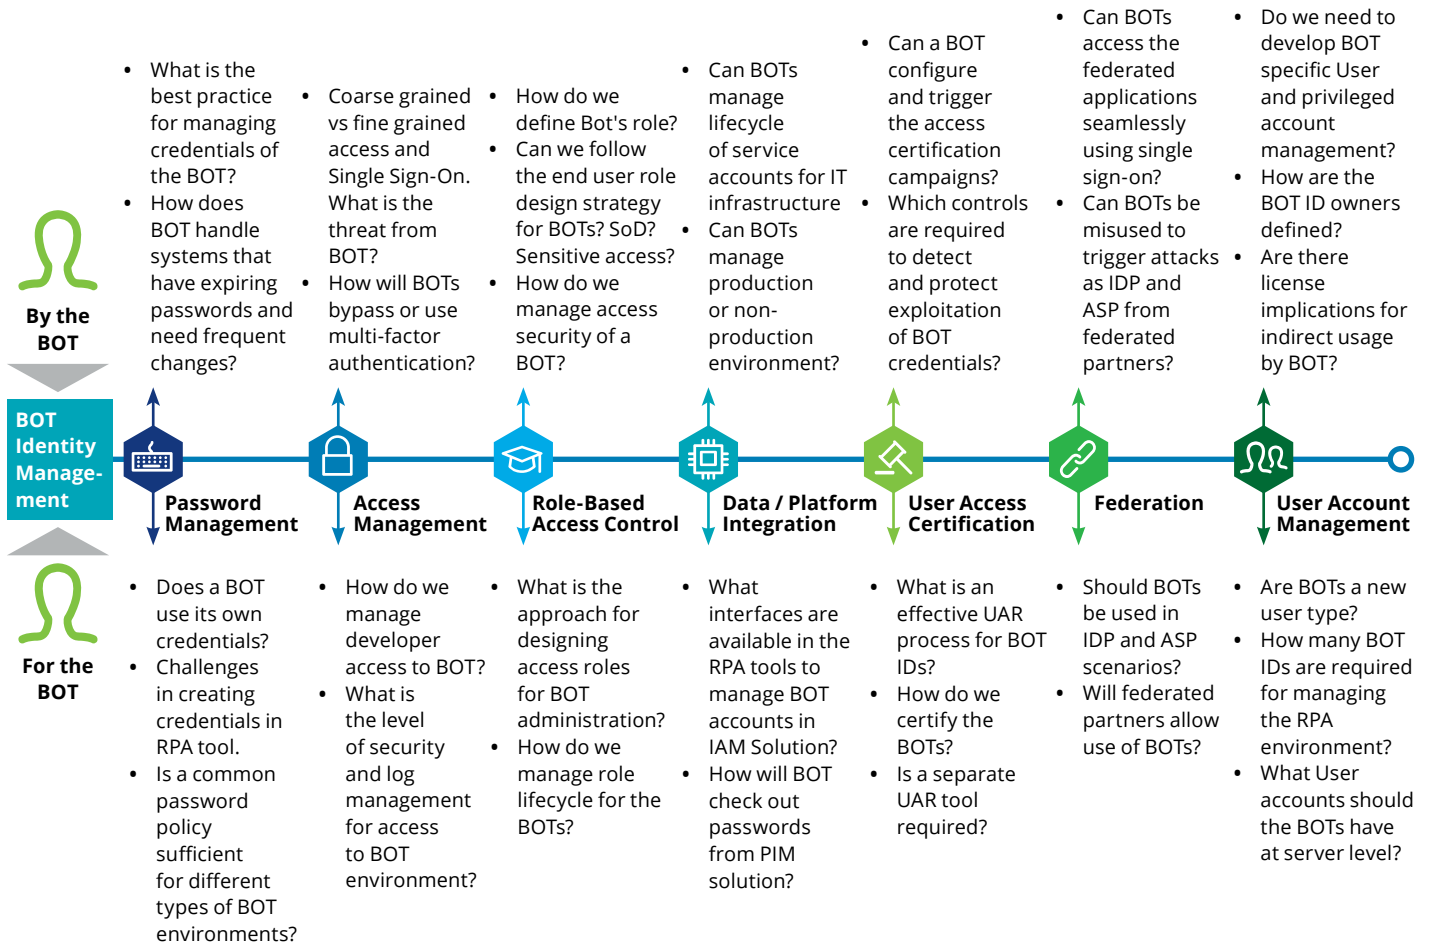 • What is the
best practice
for managing
credentials of
the BOT?
• How does
BOT handle
systems that
have expiring
passwords and
need frequent
changes?
• Coarse grained
vs fine grained
access and
Single Sign-On.
What is the
threat from
BOT?
• How will BOTs
bypass or use
multi-factor
authentication?
• How do we
define Bot's role?
• Can we follow
the end user role
design strategy
for BOTs? SoD?
Sensitive access?
• How do we
manage access
security of a
BOT?
• Can BOTs
manage
lifecycle
of service
accounts for IT
infrastructure
• Can BOTs
manage
production
or non-
production
environment?
• Can a BOT
configure
and trigger
the access
certification
campaigns?
• Which controls
are required
to detect
and protect
exploitation
of BOT
credentials?
• Can BOTs
access the
federated
applications
seamlessly
using single
sign-on?
• Can BOTs be
misused to
trigger attacks
as IDP and
ASP from
federated
partners?
• Do we need to
develop BOT
specific User
and privileged
account
management?
• How are the
BOT ID owners
defined?
• Are there
license
implications for
indirect usage
by BOT?
By the
BOT
BOT
Identity
Manage-
ment
Password
Management
Access
Management
Role-Based
Access Control
Data / Platform
Integration
User Access
Certification
Federation
User Account
Management
For the
BOT
• Does a BOT
use its own
credentials?
• Challenges
in creating
credentials in
RPA tool.
• Is a common
password
policy
sufficient
for different
types of BOT
environments?
• How do we
manage
developer
access to BOT?
• What is
the level
of security
and log
management
for access
to BOT
environment?
• What is the
approach for
designing
access roles
for BOT
administration?
• How do we
manage role
lifecycle for the
BOTs?
• What
interfaces are
available in the
RPA tools to
manage BOT
accounts in
IAM Solution?
• How will BOT
check out
passwords
from PIM
solution?
• What is an
effective UAR
process for BOT
IDs?
• How do we
certify the
BOTs?
• Is a separate
UAR tool
required?
• Should BOTs
be used in
IDP and ASP
scenarios?
• Will federated
partners allow
use of BOTs?
• Are BOTs a new
user type?
• How many BOT
IDs are required
for managing
the RPA
environment?
• What User
accounts should
the BOTs have
at server level?